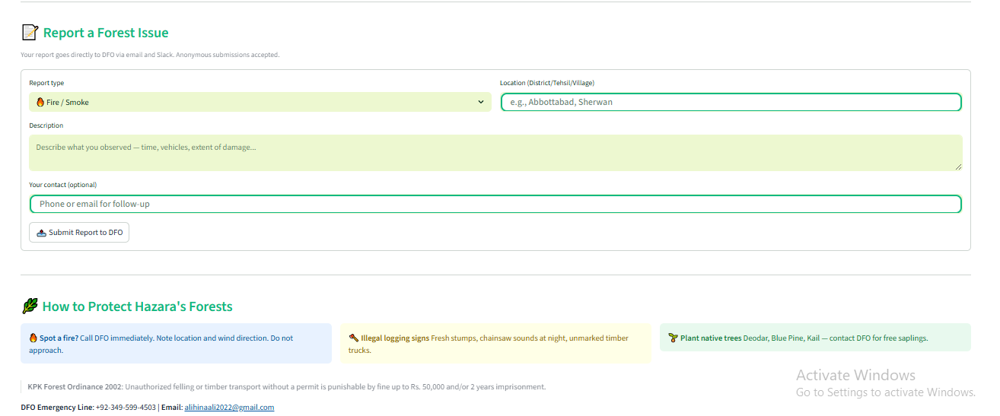 Report a Forest Issue
Your report goes directly to DFO via email and Slack. Anonymous submissions accepted.
Report type
Location (District/Tehsil/Village)
Fire / Smoke
e.g., Abbottabad, Sherwan
Description
Describe what you observed — time, vehicles, extent of damage...
Your contact (optional)
Phone or email for follow-up
Submit Report to DFO
How to Protect Hazara's Forests
Spot a fire? Call DFO immediately. Note location and wind direction. Do not
approach.
Illegal logging signs Fresh stumps, chainsaw sounds at night, unmarked timber
trucks.
Plant native trees Deodar, Blue Pine, Kail — contact DFO for free saplings.
KPK Forest Ordinance 2002: Unauthorized felling or timber transport without a permit is punishable by fine up to Rs. 50,000 and/or 2 years imprisonment.
DFO Emergency Line: +92-349-599-4503 | Email: alihinaali2022@gmail.com
Activate Windows
Go to Settings to activate Windows.